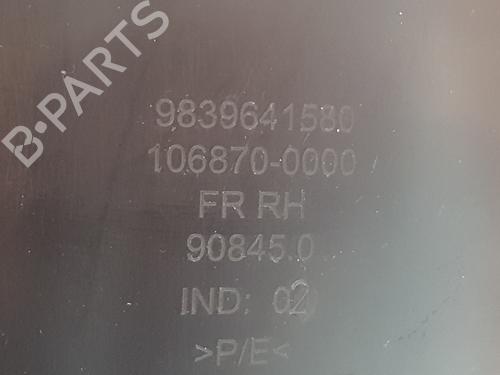 B-PARTS
9839641580
106870-0000
FR RH
90845.0
IND: 02
>P/E<